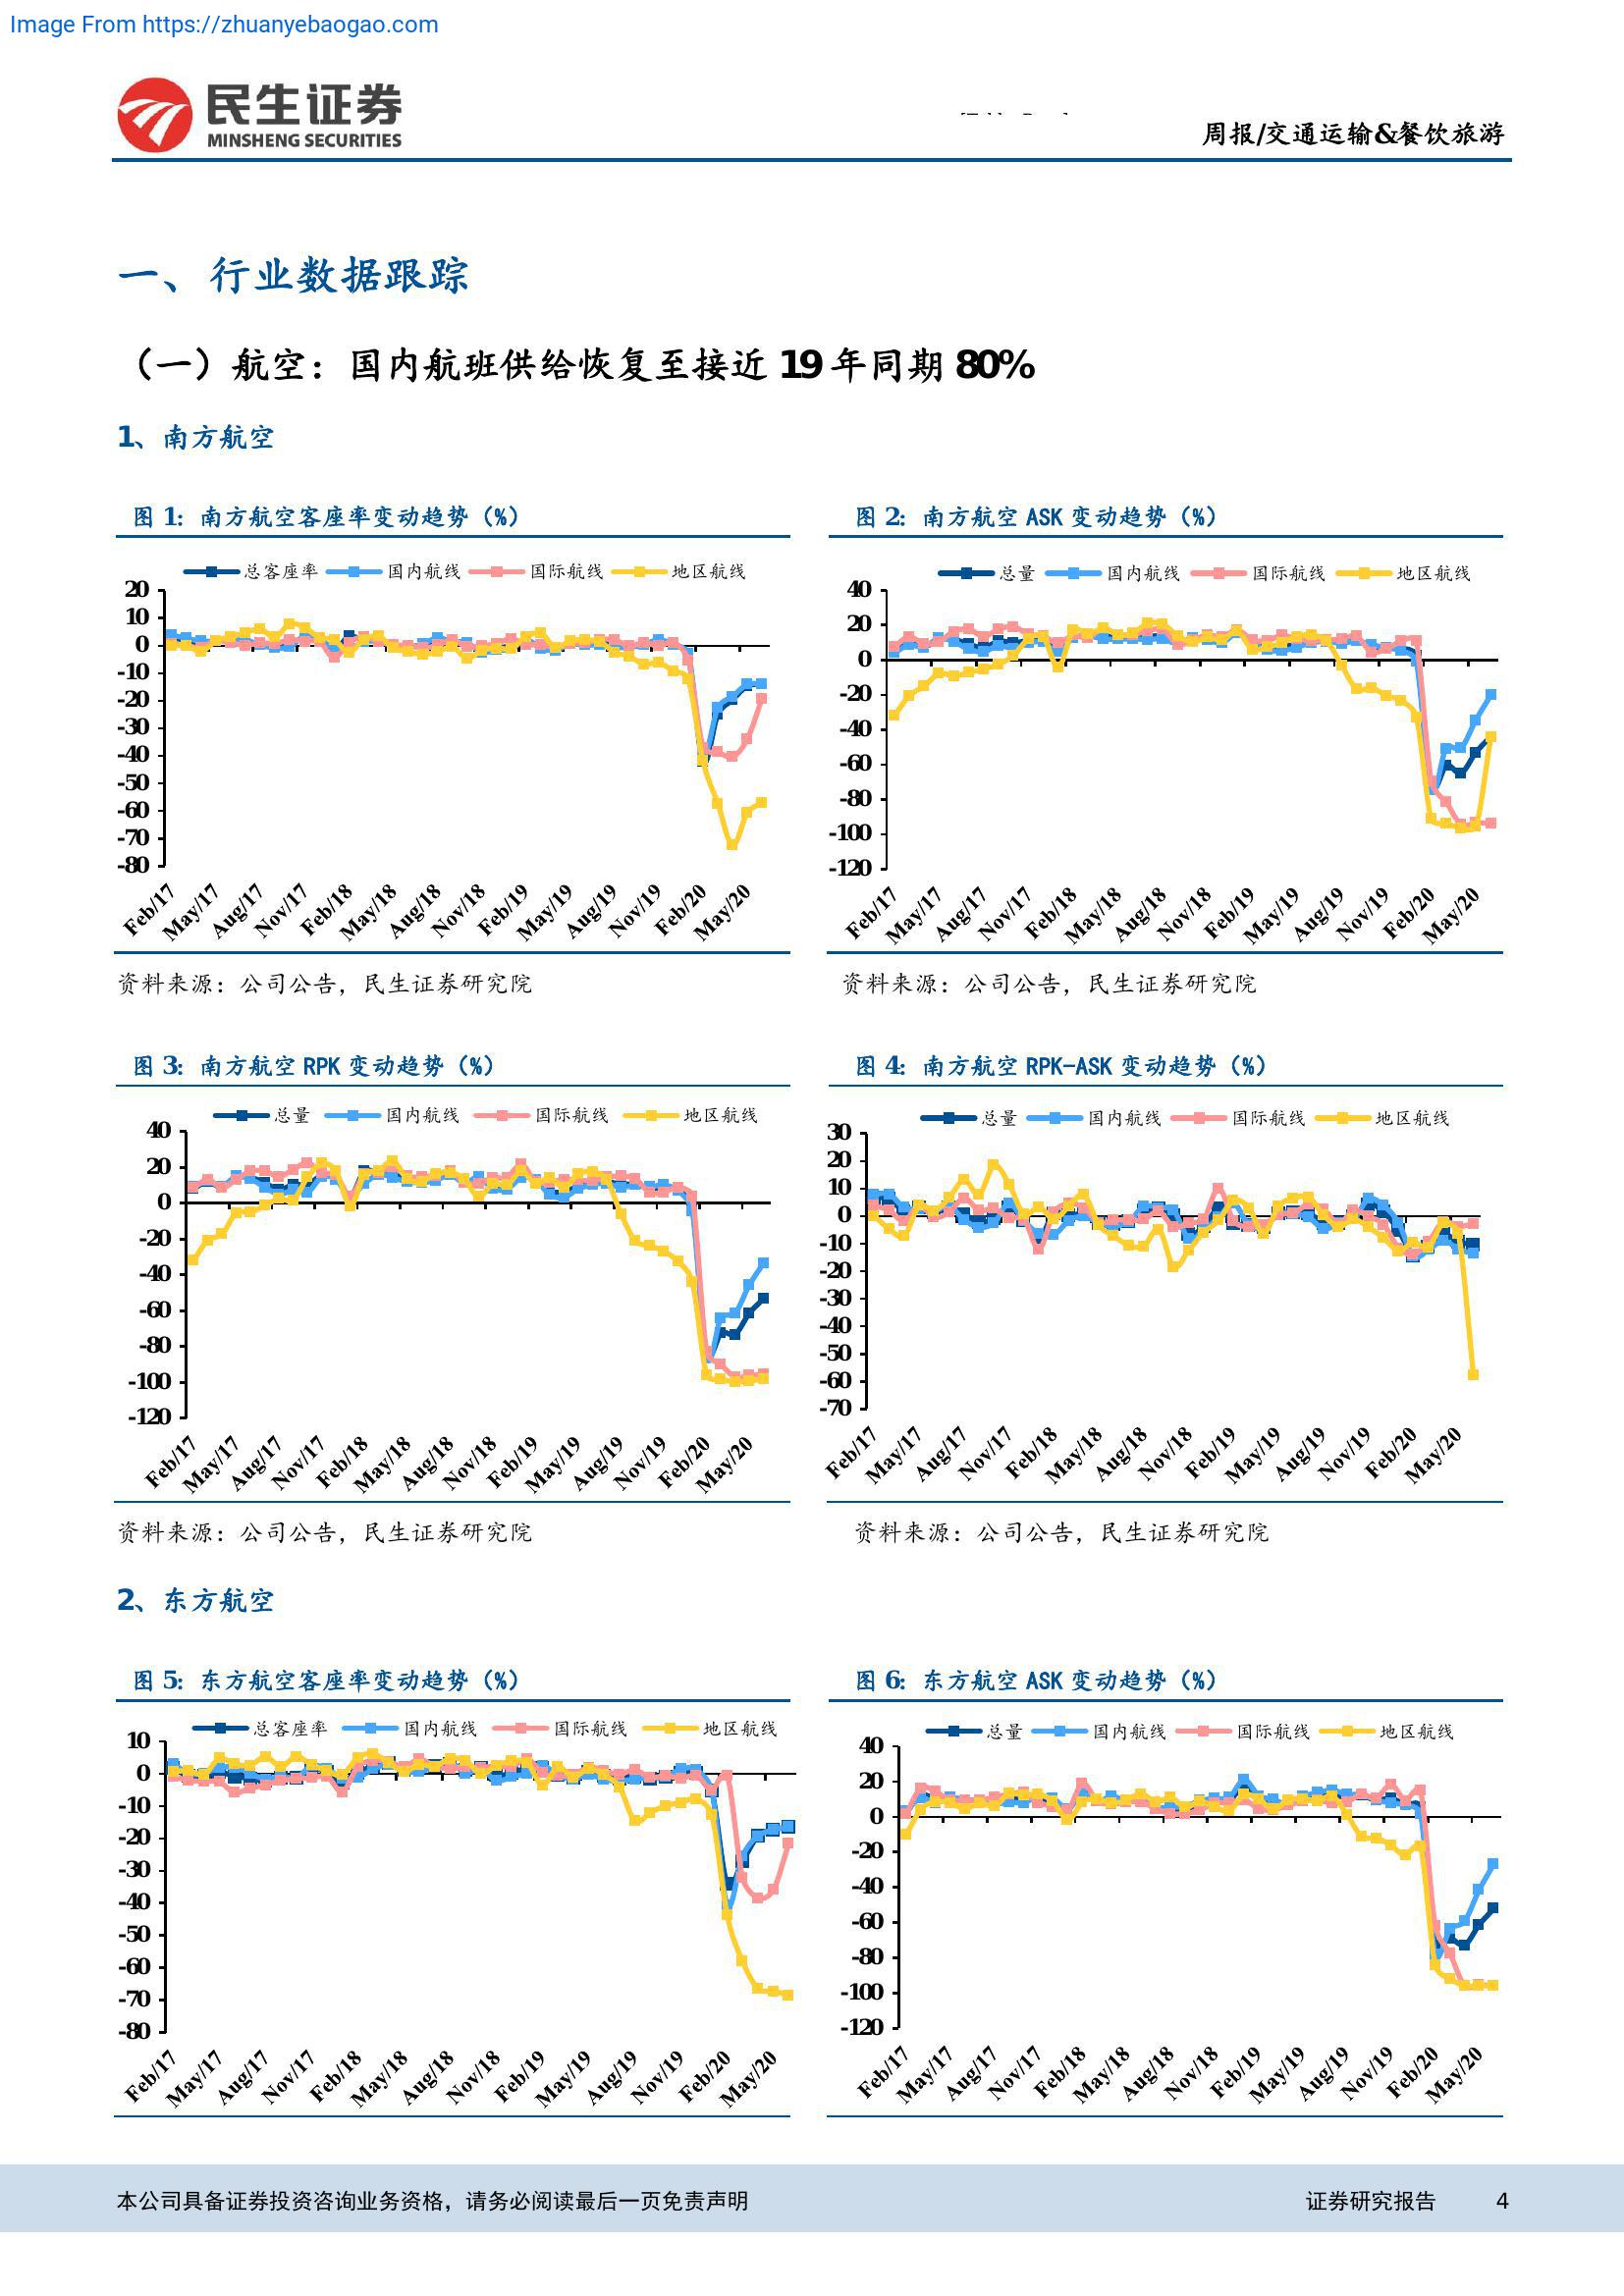 Image From https://zhuanyebaogao.com
民生证券
MINSHENG SECURITIES
周报/交通运输&餐饮旅游
一、行业数据跟踪
（一）航空：国内航班供给恢复至接近 19 年同期 80%
1、南方航空
图 1：南方航空客座率变动趋势（%）
总客座率 国内航线 国际航线 地区航线
20
10
0
-10
-20
-30
-40
-50
-60
-70
-80
Feb/17 May/17 Aug/17 Nov/17 Feb/18 May/18 Aug/18 Nov/18 Feb/19 May/19 Aug/19 Nov/19 Feb/20 May/20
资料来源：公司公告，民生证券研究院
图 2：南方航空 ASK 变动趋势（%）
总量 国内航线 国际航线 地区航线
40
20
0
-20
-40
-60
-80
-100
-120
Feb/17 May/17 Aug/17 Nov/17 Feb/18 May/18 Aug/18 Nov/18 Feb/19 May/19 Aug/19 Nov/19 Feb/20 May/20
资料来源：公司公告，民生证券研究院
图 3：南方航空 RPK 变动趋势（%）
总量 国内航线 国际航线 地区航线
40
20
0
-20
-40
-60
-80
-100
-120
Feb/17 May/17 Aug/17 Nov/17 Feb/18 May/18 Aug/18 Nov/18 Feb/19 May/19 Aug/19 Nov/19 Feb/20 May/20
资料来源：公司公告，民生证券研究院
图 4：南方航空 RPK-ASK 变动趋势（%）
总量 国内航线 国际航线 地区航线
30
20
10
0
-10
-20
-30
-40
-50
-60
-70
Feb/17 May/17 Aug/17 Nov/17 Feb/18 May/18 Aug/18 Nov/18 Feb/19 May/19 Aug/19 Nov/19 Feb/20 May/20
资料来源：公司公告，民生证券研究院
2、东方航空
图 5：东方航空客座率变动趋势（%）
总客座率 国内航线 国际航线 地区航线
10
0
-10
-20
-30
-40
-50
-60
-70
-80
Feb/17 May/17 Aug/17 Nov/17 Feb/18 May/18 Aug/18 Nov/18 Feb/19 May/19 Aug/19 Nov/19 Feb/20 May/20
图 6：东方航空 ASK 变动趋势（%）
总量 国内航线 国际航线 地区航线
40
20
0
-20
-40
-60
-80
-100
-120
Feb/17 May/17 Aug/17 Nov/17 Feb/18 May/18 Aug/18 Nov/18 Feb/19 May/19 Aug/19 Nov/19 Feb/20 May/20
本公司具备证券投资咨询业务资格，请务必阅读最后一页免责声明
证券研究报告 4